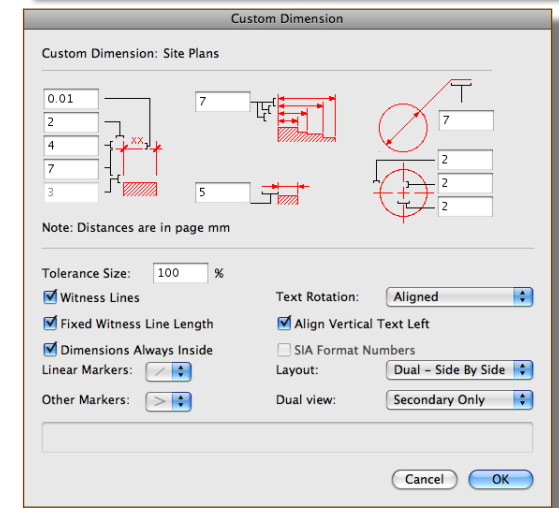 Custom Dimension
Custom Dimension: Site Plans
0.01
2
4
7
3
XX
7
5
7
2
2
2
Note: Distances are in page mm
Tolerance Size: 100 %
Witness Lines
Text Rotation: Aligned
Fixed Witness Line Length
Align Vertical Text Left
Dimensions Always Inside
SIA Format Numbers
Linear Markers:
Layout: Dual – Side By Side
Other Markers:
Dual view: Secondary Only
Cancel OK